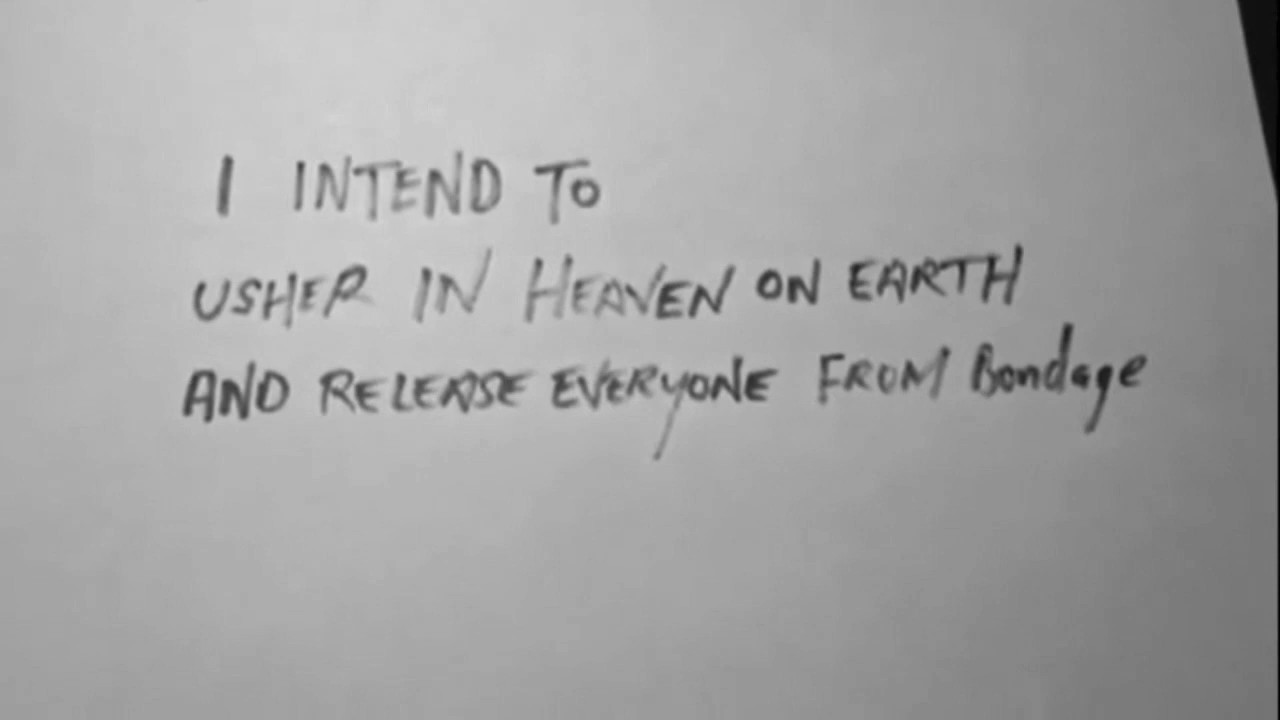 I INTEND TO
USHER IN HEAVEN ON EARTH
AND RELEASE EVERYONE FROM Bondage